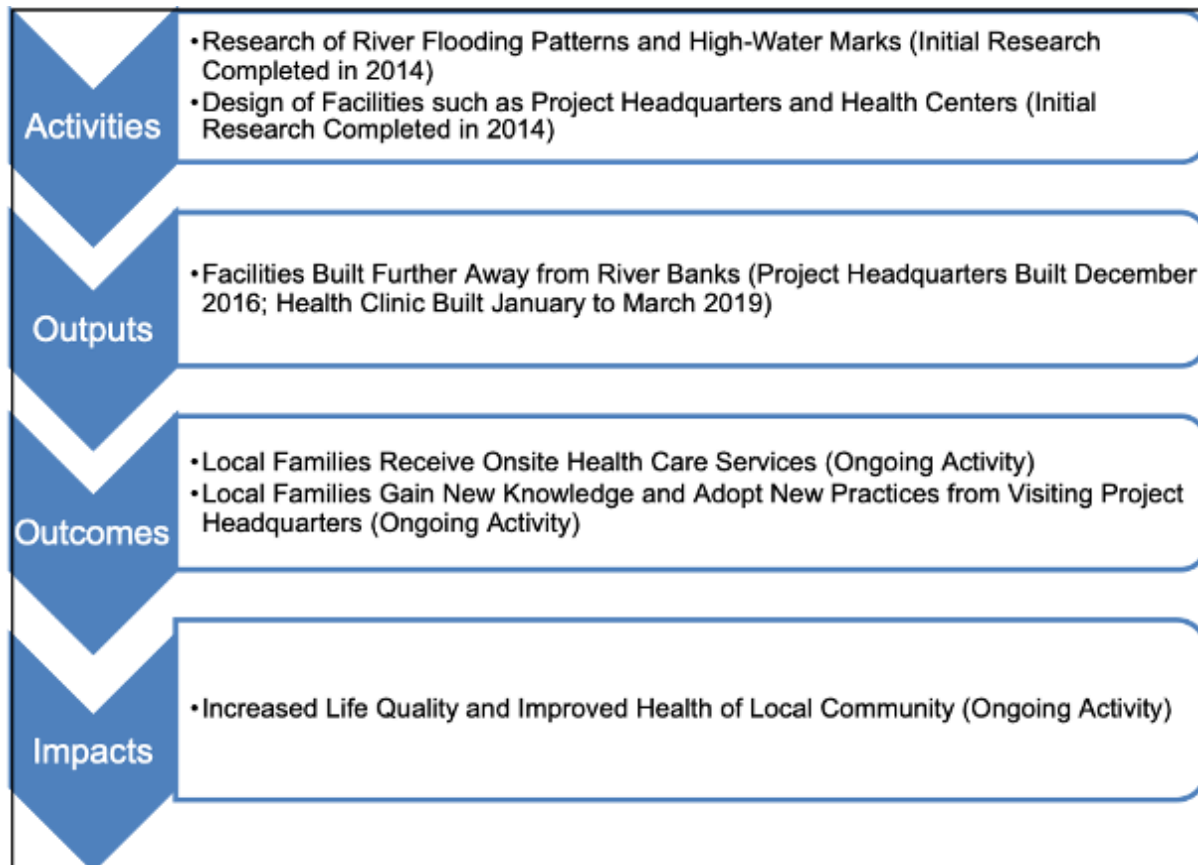 Activities
•Research of River Flooding Patterns and High-Water Marks (Initial Research
Completed in 2014)
•Design of Facilities such as Project Headquarters and Health Centers (Initial
Research Completed in 2014)
Outputs
•Facilities Built Further Away from River Banks (Project Headquarters Built December
2016; Health Clinic Built January to March 2019)
Outcomes
•Local Families Receive Onsite Health Care Services (Ongoing Activity)
•Local Families Gain New Knowledge and Adopt New Practices from Visiting Project
Headquarters (Ongoing Activity)
Impacts
•Increased Life Quality and Improved Health of Local Community (Ongoing Activity)